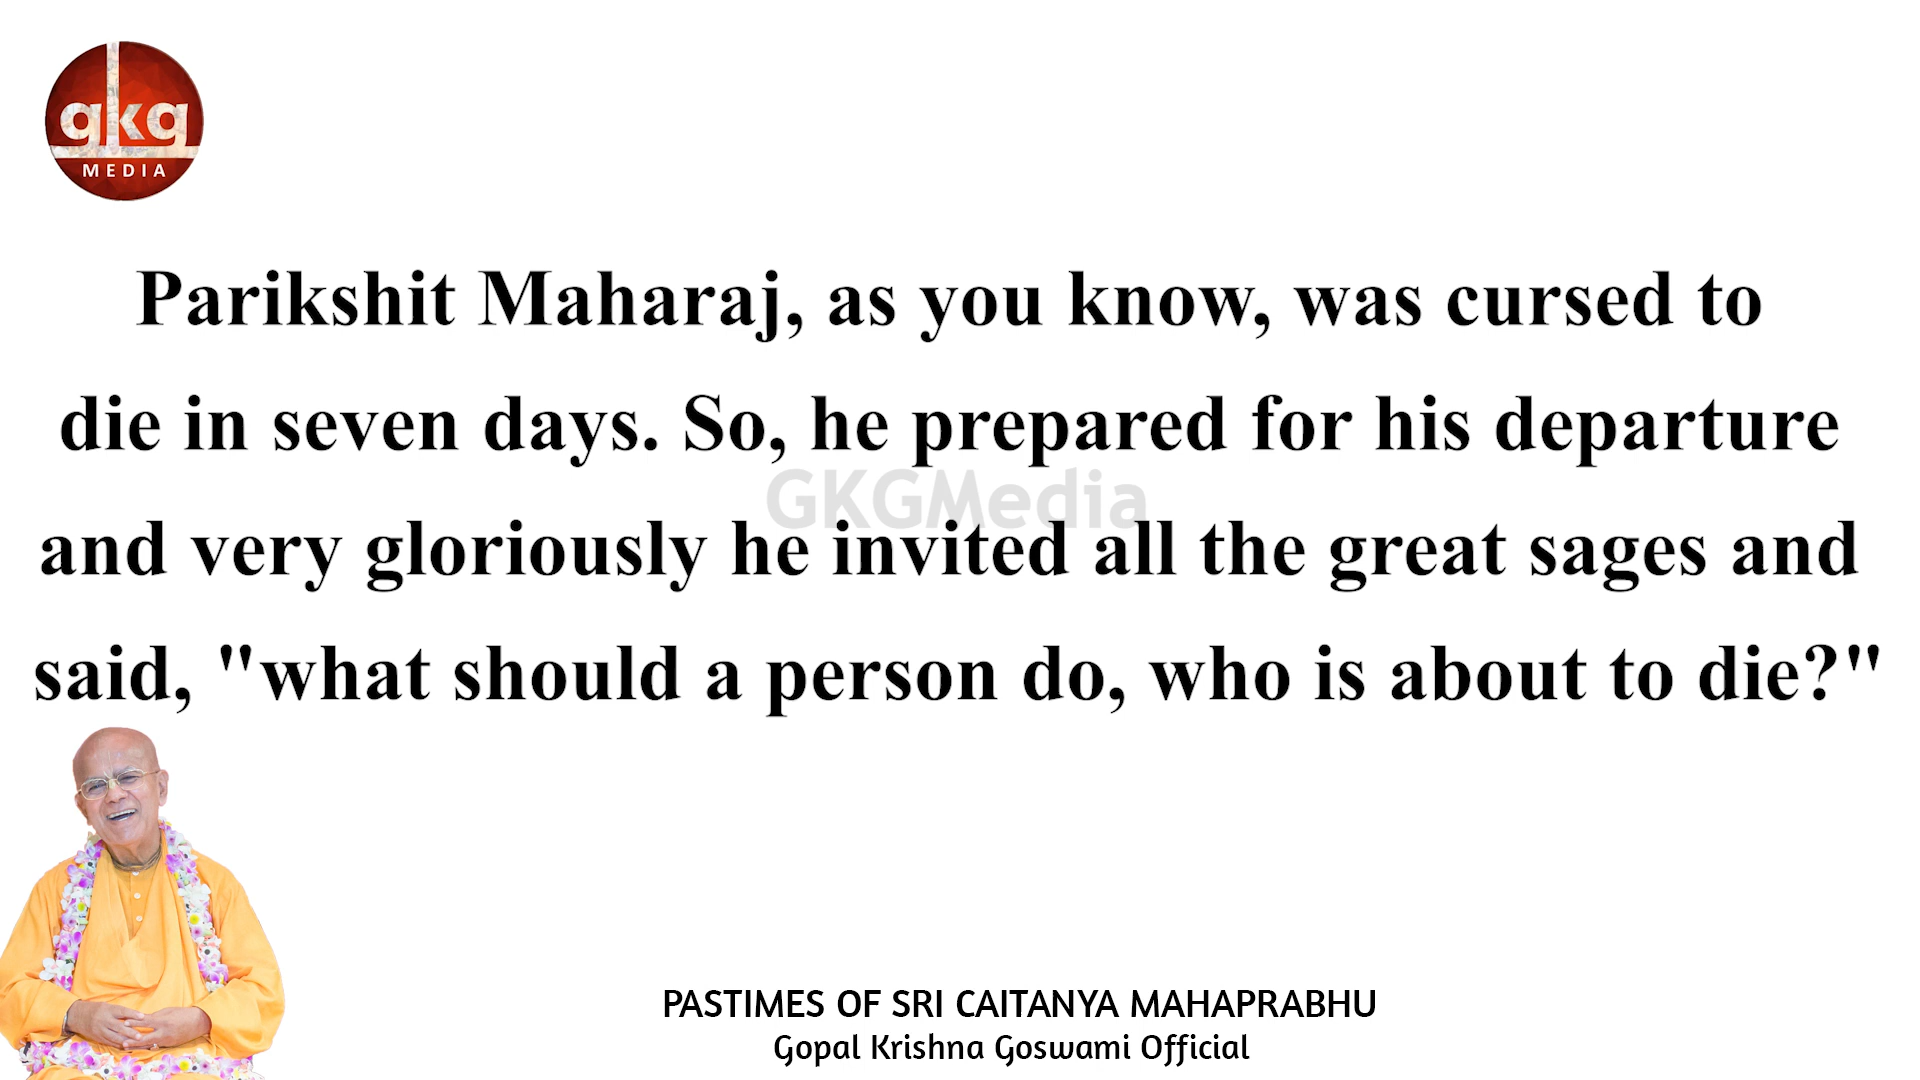 gkg
MEDIA
Parikshit Maharaj, as you know, was cursed to
die in seven days. So, he prepared for his departure
GKGMedia
and very gloriously he invited all the great sages and
said, "what should a person do, who is about to die?"
PASTIMES OF SRI CAITANYA MAHAPRABHU
Gopal Krishna Goswami Official